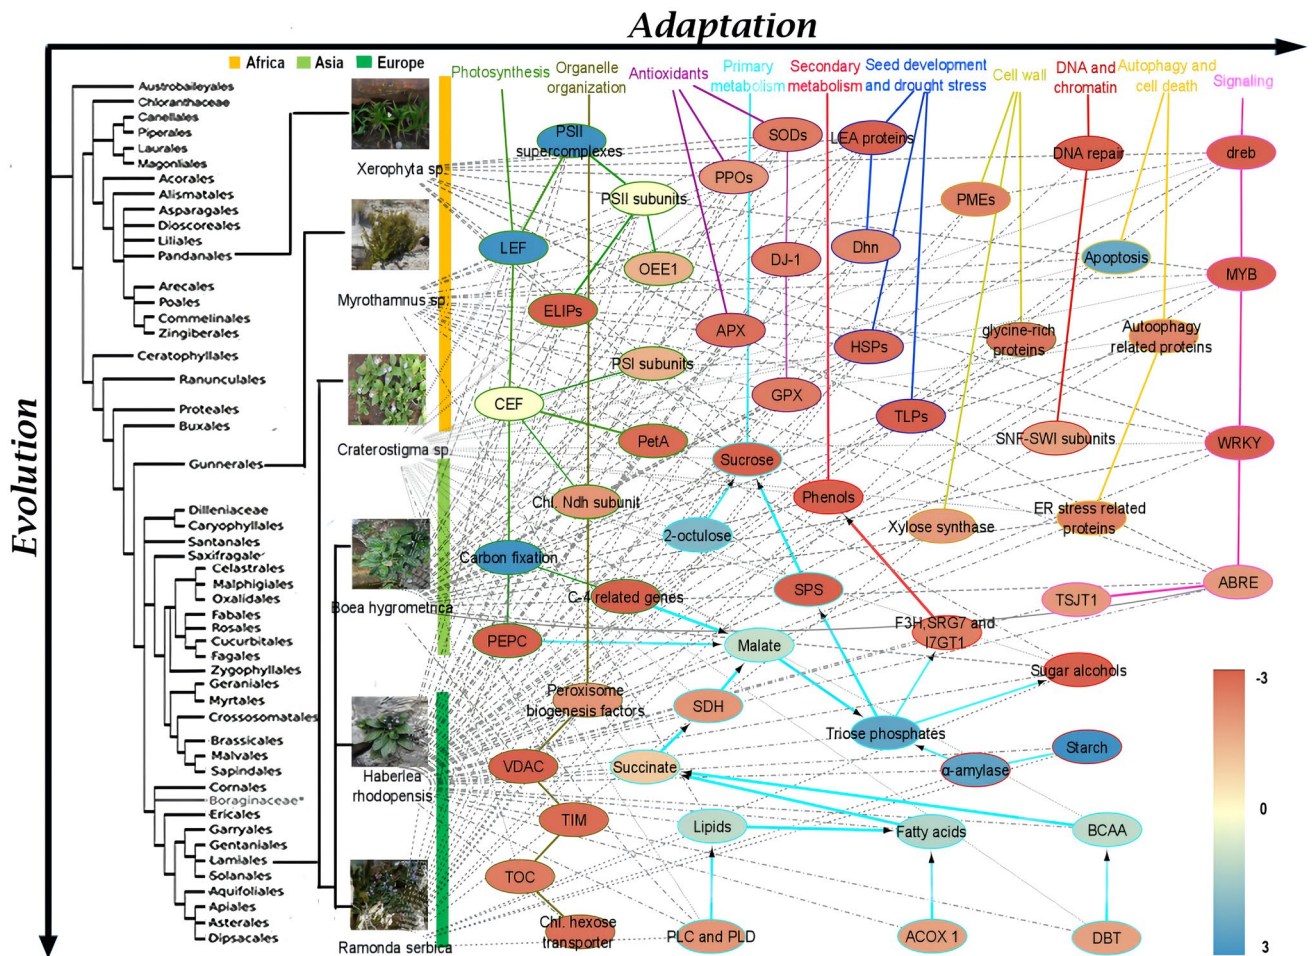 Adaptation
Evolution
Africa
Asia
Europe
Photosynthesis
Organelle
organization
Antioxidants
Primary
metabolism
Secondary
metabolism
Seed development
and drought stress
Cell wall
DNA and
chromatin
Autophagy and
cell death
Signaling
Austrobaileyales
Chloranthaceae
Canellales
Piperales
Laurales
Magonliales
Acorales
Alismatales
Asparagales
Dioscoreales
Liliales
Pandanales
Arecales
Poales
Commelinales
Zingiberales
Ceratophyllales
Ranunculales
Proteales
Buxales
Gunnerales
Dilleniaceae
Caryophyllales
Santanales
Saxifragale
Celastrales
Malphigiales
Oxalidales
Fabales
Rosales
Cucurbitales
Fagales
Zygophyllales
Geraniales
Myrtales
Crossosomatales
Brassicales
Malvales
Sapindales
Cornales
Boraginaceae*
Ericales
Garryales
Gentaniales
Lamiales
Solanales
Aquifoliales
Apiales
Asterales
Dipsacales
Xerophyta sp.
Myrothamnus sp.
Craterostigma sp.
Boea hygrometrica
Haberlea
rhodopensis
Ramonda serbica
PSII
supercomplexes
SODs
LEA proteins
DNA repair
dreb
PPOs
PSII subunits
PMEs
LEF
OEE1
DJ-1
Dhn
Apoptosis
MYB
ELIPs
APX
HSPs
glycine-rich
proteins
Autoophagy
related proteins
PSI subunits
CEF
GPX
TLPs
PetA
Sucrose
SNF-SWI subunits
WRKY
Chl. Ndh subunit
Phenols
2-octulose
Xylose synthase
ER stress related
proteins
Carbon fixation
C-4 related genes
SPS
TSJT1
ABRE
PEPC
Malate
F3H,SRG7 and
I7GT1
Sugar alcohols
Peroxisome
biogenesis factors
SDH
Triose phosphates
VDAC
Succinate
α-amylase
Starch
TIM
Lipids
Fatty acids
BCAA
TOC
Chl. hexose
transporter
PLC and PLD
ACOX 1
DBT
-3
0
3